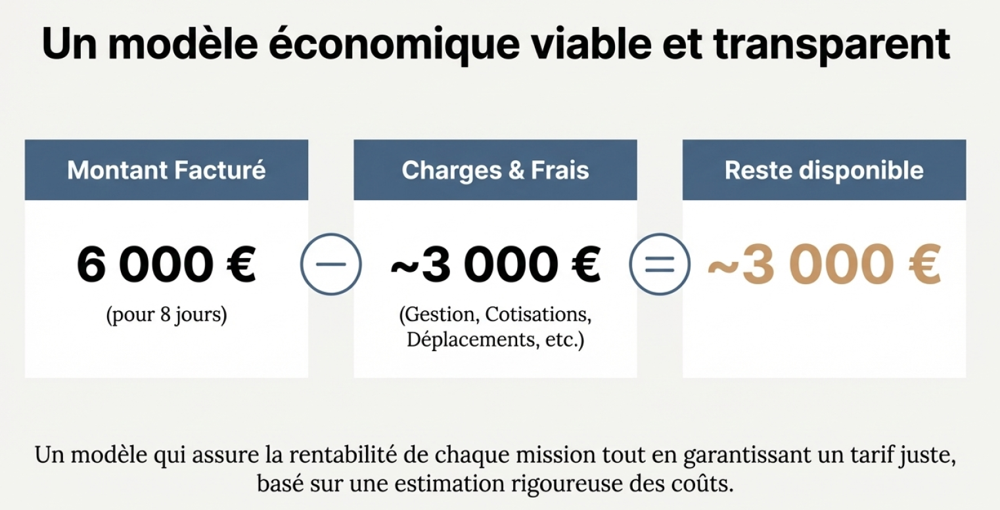 Un modèle économique viable et transparent
Montant Facturé
6 000 €
(pour 8 jours)
−
Charges & Frais
~3 000 €
(Gestion, Cotisations,
Déplacements, etc.)
=
Reste disponible
~3 000 €
Un modèle qui assure la rentabilité de chaque mission tout en garantissant un tarif juste,
basé sur une estimation rigoureuse des coûts.